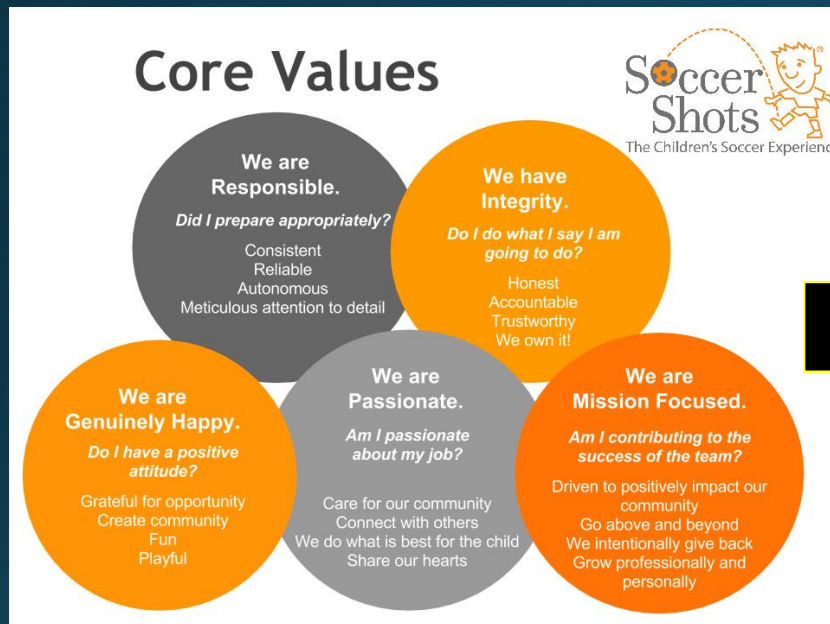 Core Values
Soccer
Shots
The Children's Soccer Experienc
We are
Responsible.
Did I prepare appropriately?
Consistent
Reliable
Autonomous
Meticulous attention to detail
We have
Integrity.
Do I do what I say I am
going to do?
Honest
Accountable
Trustworthy
We own it!
We are
Genuinely Happy.
Do I have a positive
attitude?
Grateful for opportunity
Create community
Fun
Playful
We are
Passionate.
Am I passionate
about my job?
Care for our community
Connect with others
We do what is best for the child
Share our hearts
We are
Mission Focused.
Am I contributing to the
success of the team?
Driven to positively impact our
community
Go above and beyond
We intentionally give back
Grow professionally and
personally